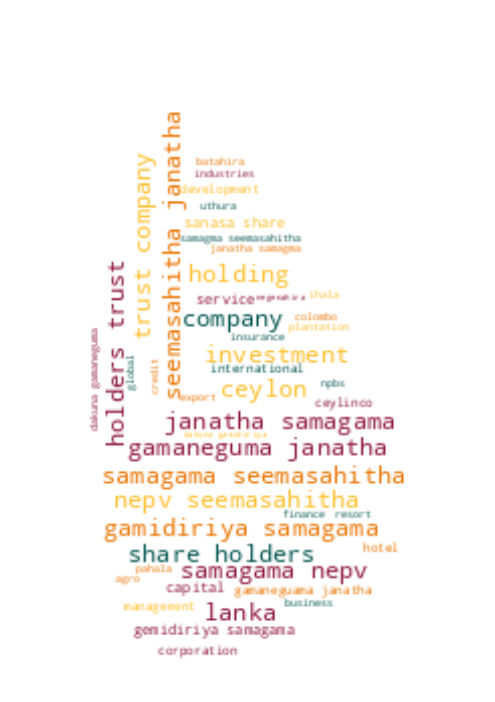 seemasahitha janatha
trust company
holders trust
dakuna gamaneguma
global
credit
batahira
industries
development
uthura
sanasa share
samagma seemasahitha
janatha samagma
holding
service
ihala
company
colombo
plantation
insurance
investment
international
ceylon
npbs
export
ceylinco
janatha samagama
gamaneguma janatha
samagama seemasahitha
nepv seemasahitha
finance resort
gamidiriya samagama
share holders
hotel
pahala
samagama nepv
agro
capital
gamaneguama janatha
management
business
lanka
gemidiriya samagama
corporation